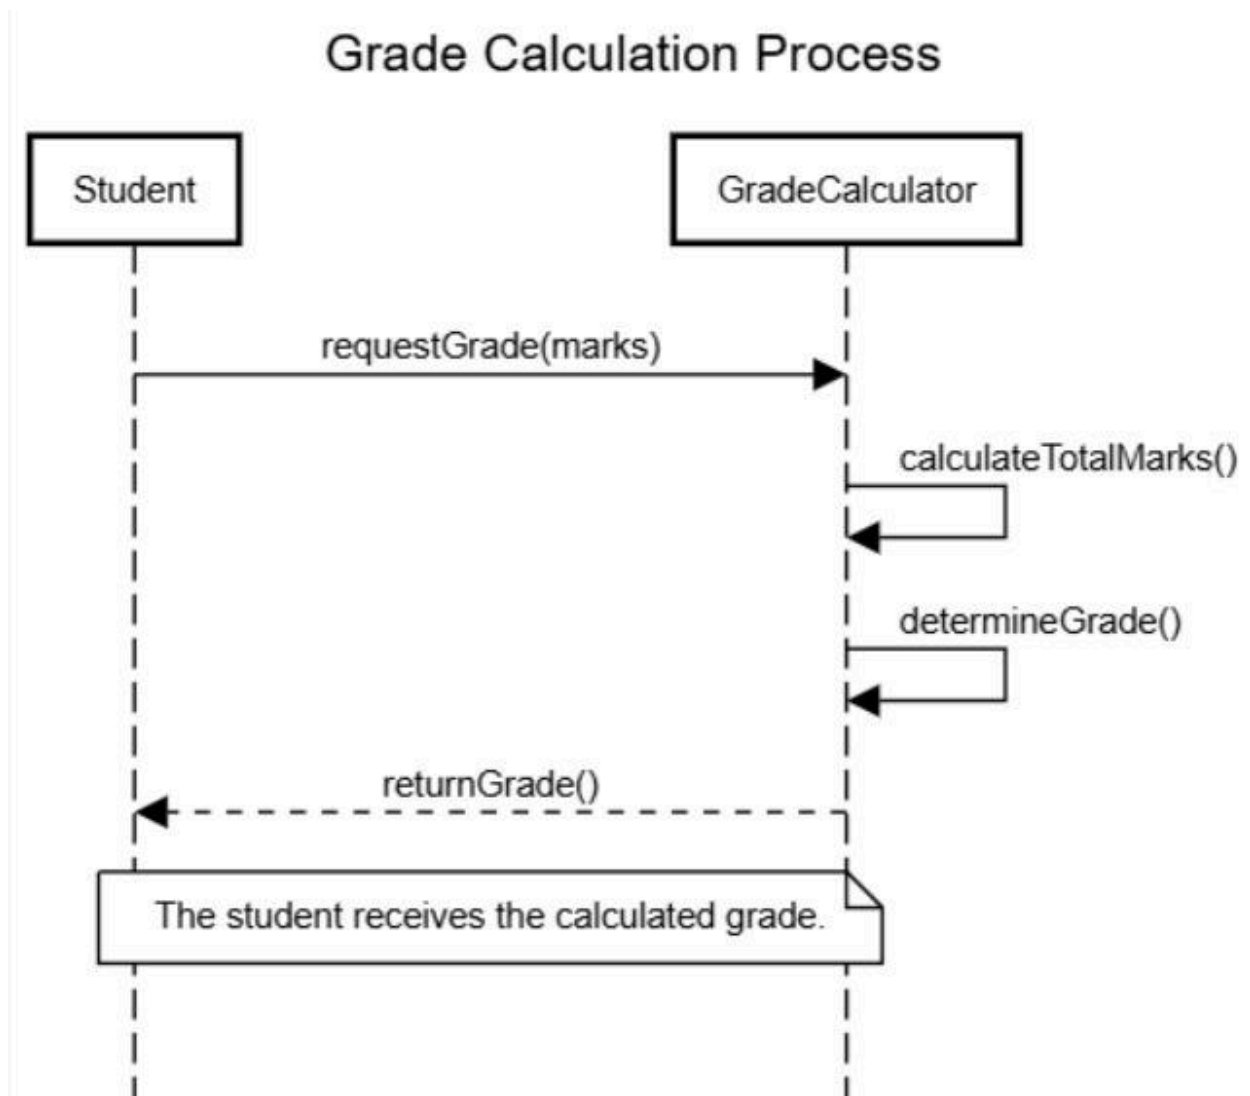 Grade Calculation Process
Student
GradeCalculator
requestGrade(marks)
calculateTotalMarks()
determineGrade()
returnGrade()
The student receives the calculated grade.